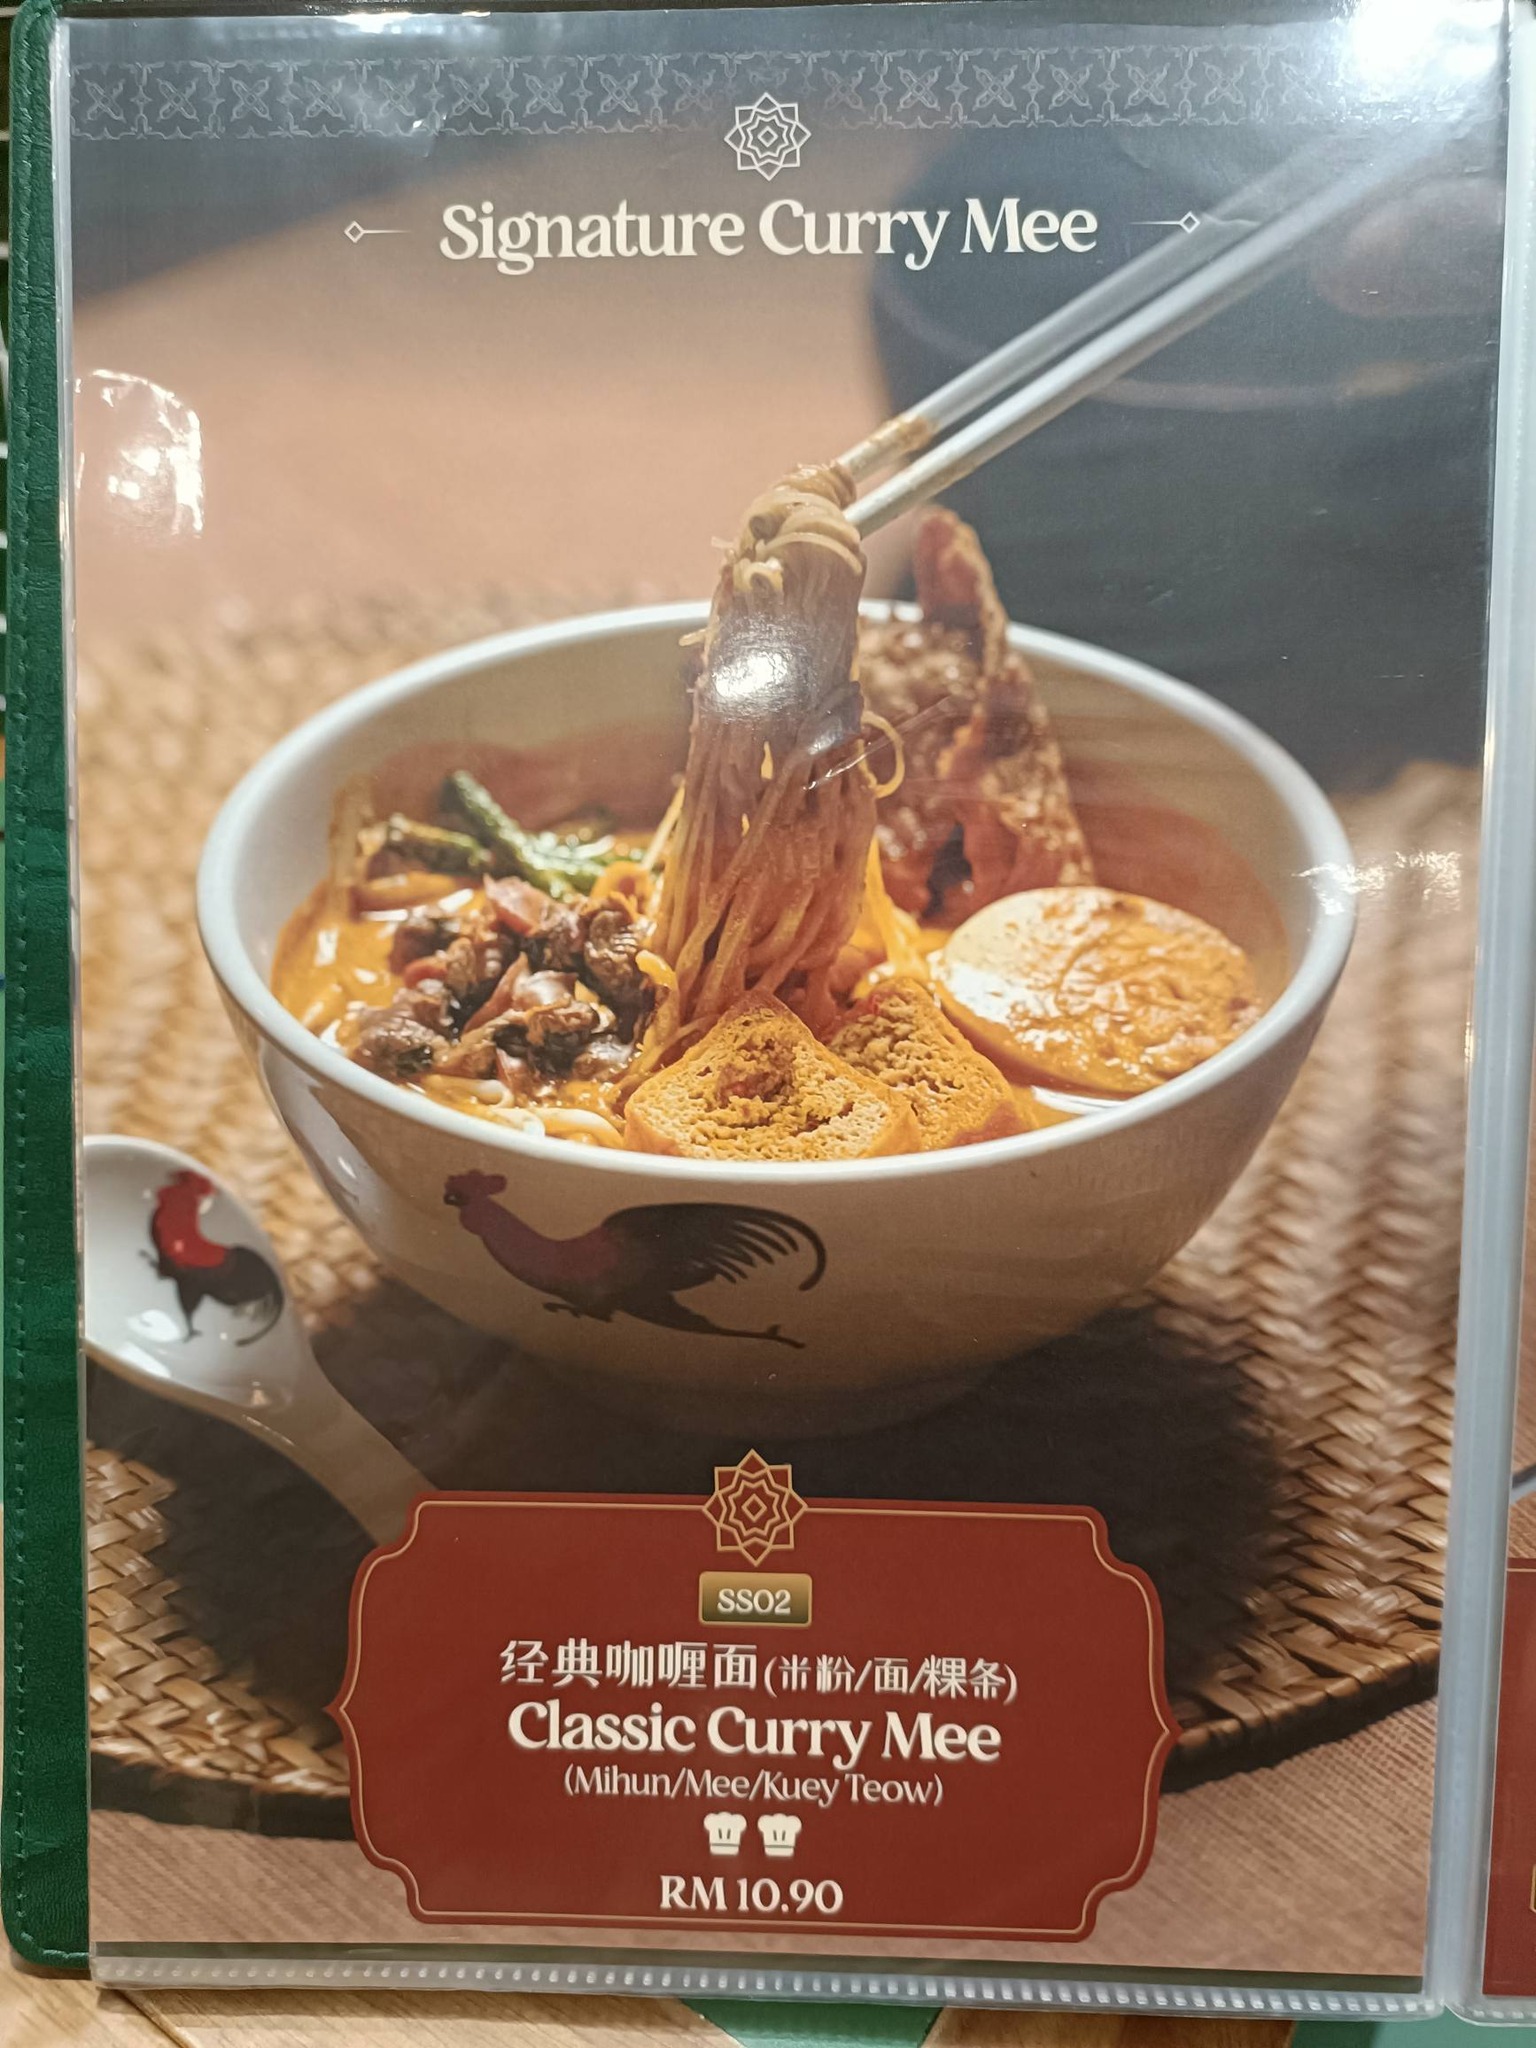 Signature Curry Mee
SS02
经典咖喱面(米粉/面/粿条)
Classic Curry Mee
(Mihun/Mee/Kuey Teow)
RM 10.90